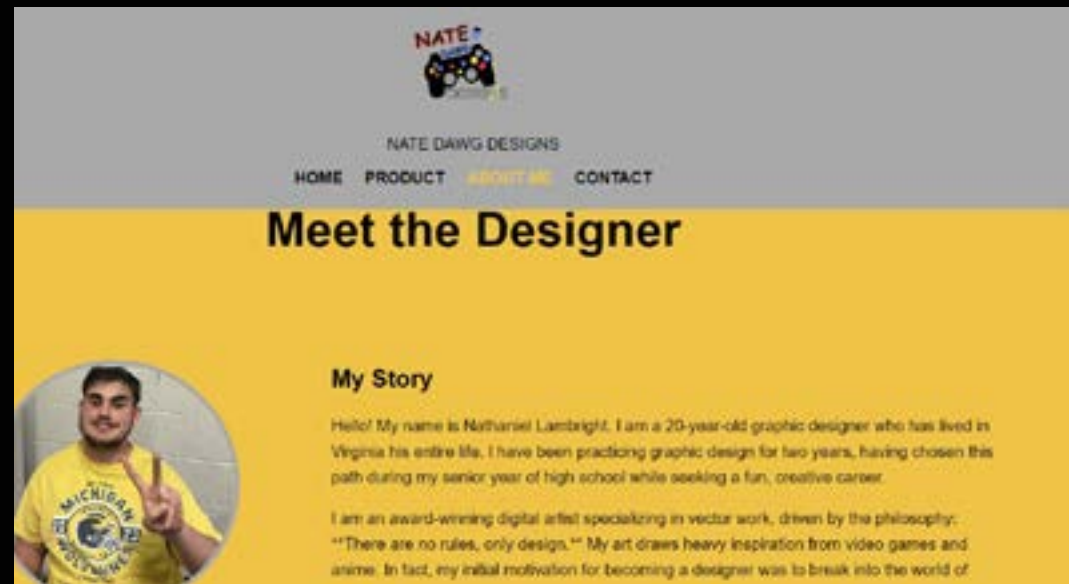 NATE
NATE DAWG DESIGNS
HOME PRODUCT ABOUT ME CONTACT
Meet the Designer
My Story
Hello! My name is Nathaniel Lambright. I am a 20-year-old graphic designer who has lived in
Virginia his entire life. I have been practicing graphic design for two years, having chosen this
path during my senior year of high school while seeking a fun, creative career.
I am an award-winning digital artist specializing in vector work, driven by the philosophy:
**There are no rules, only design.** My art draws heavy inspiration from video games and
anime. In fact, my initial motivation for becoming a designer was to break into the world of
MICHIGAN
WOLVERINES